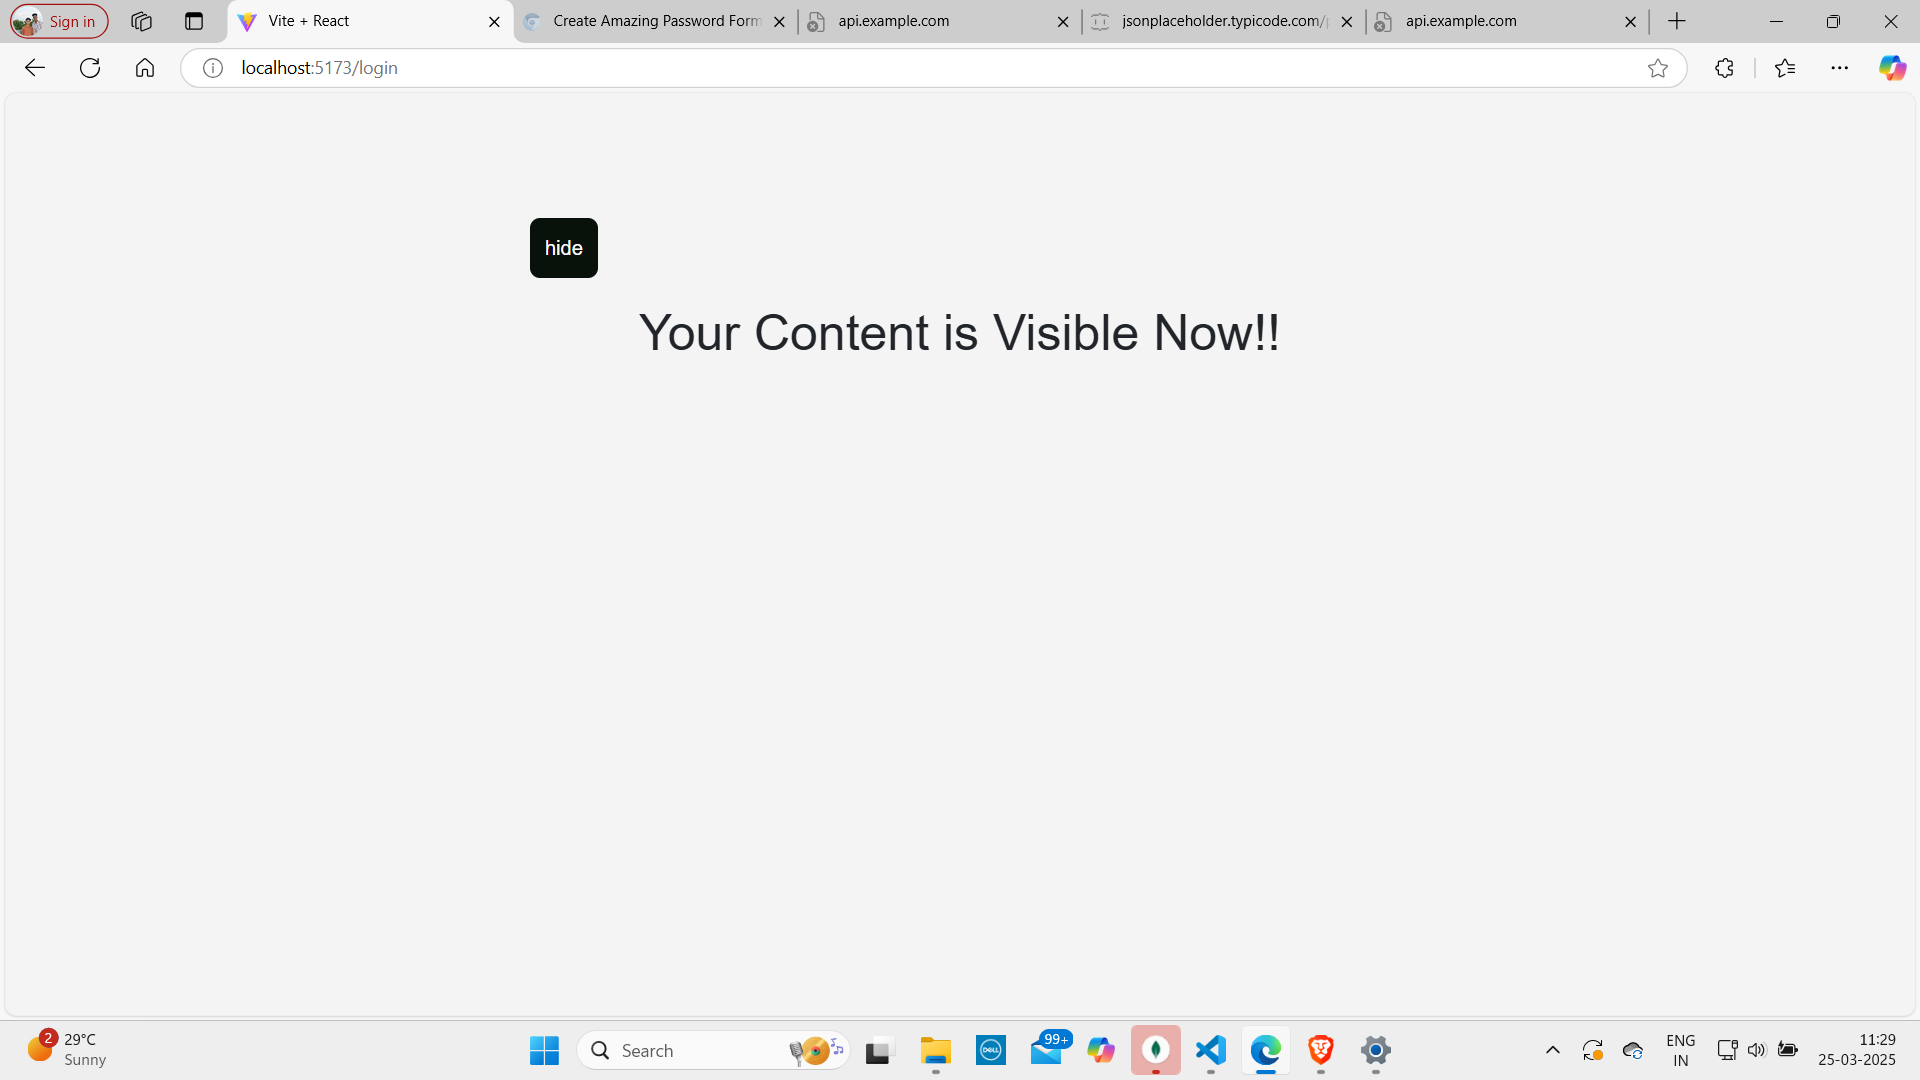 Sign in
Vite + React
Create Amazing Password Form
api.example.com
jsonplaceholder.typicode.com/p
api.example.com
localhost:5173/login
hide
Your Content is Visible Now!!
2
29°C
Sunny
Search
DELL
99+
ENG
IN
11:29
25-03-2025